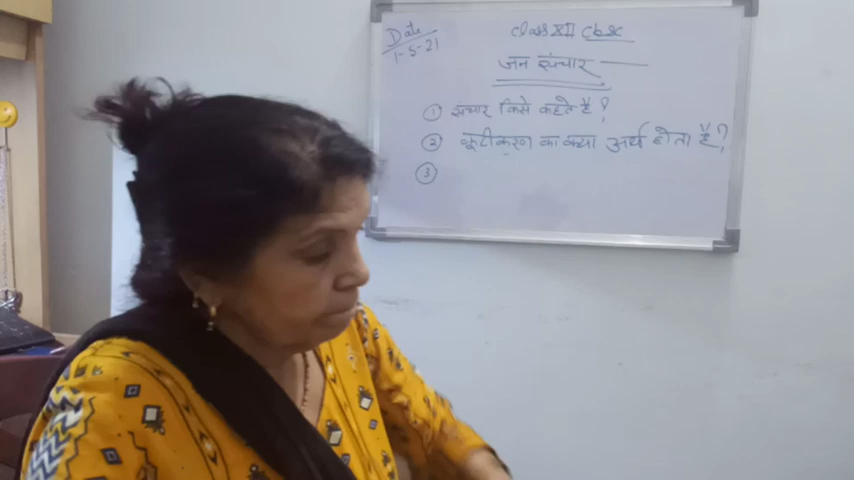 Date
1-5-21
Class XII CBSE
जन संचार
① संचार किसे कहते है?
② कूटीकरण का क्या अर्थ होता है?
③